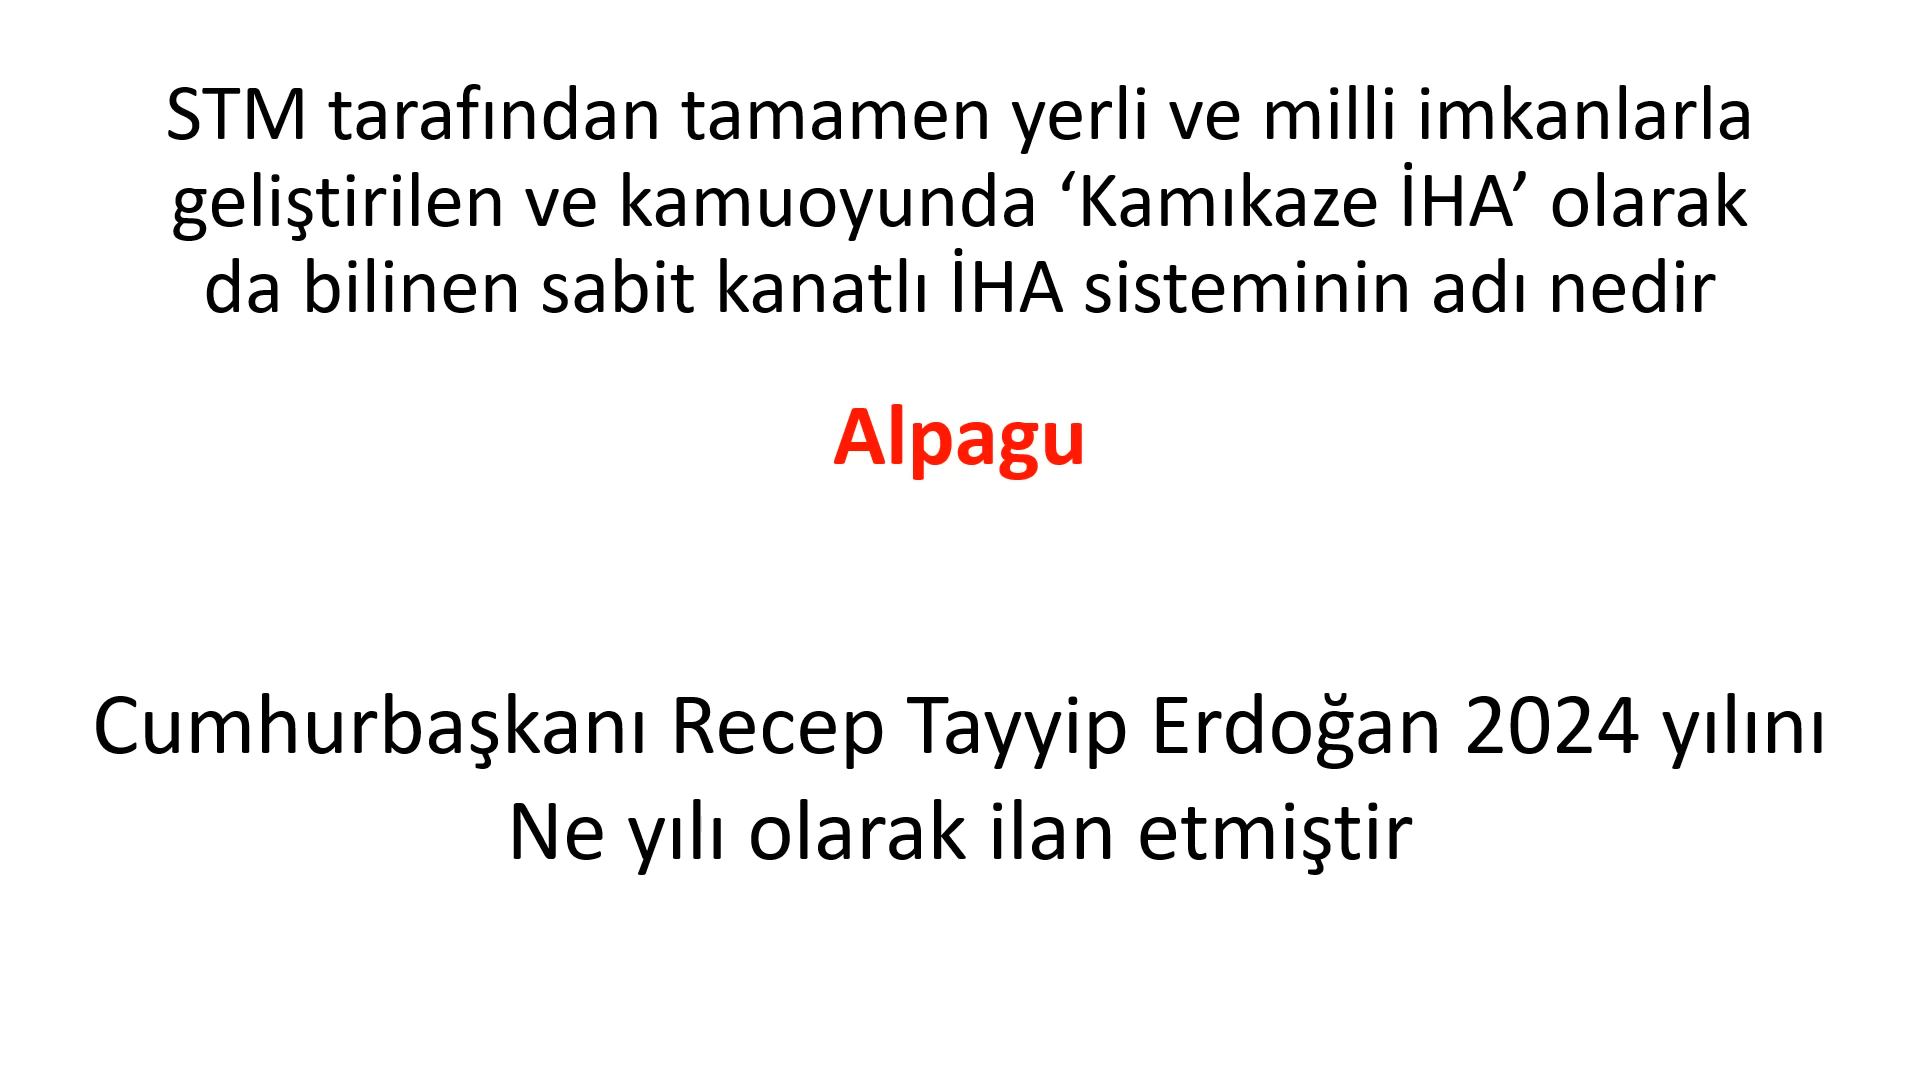 STM tarafından tamamen yerli ve milli imkanlarla
geliştirilen ve kamuoyunda ‘Kamıkaze İHA’ olarak
da bilinen sabit kanatlı İHA sisteminin adı nedir
Alpagu
Cumhurbaşkanı Recep Tayyip Erdoğan 2024 yılını
Ne yılı olarak ilan etmiştir